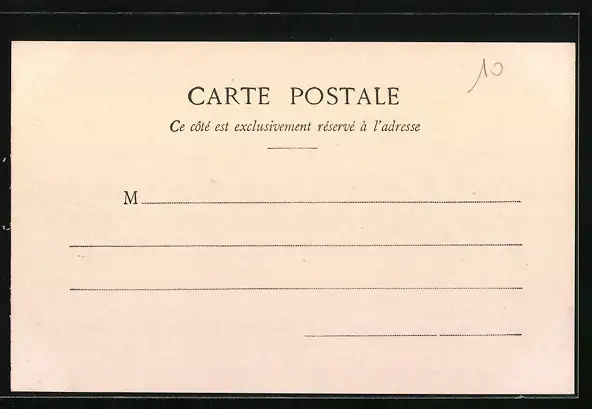 10
CARTE POSTALE
Ce côté est exclusivement réservé à l'adresse
M